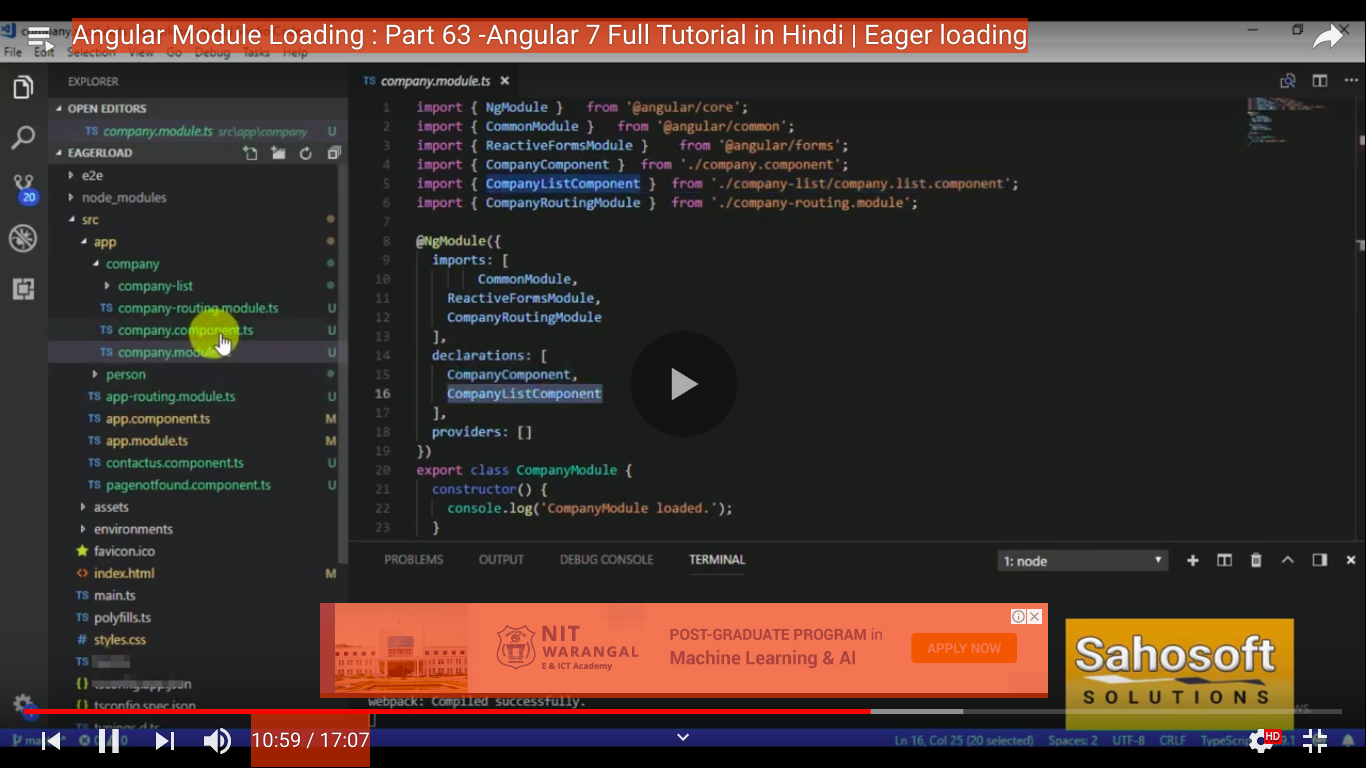 Angular Module Loading : Part 63 -Angular 7 Full Tutorial in Hindi | Eager loading
File Edit Selection View Go Debug Tasks Help
EXPLORER
OPEN EDITORS
TS company.module.ts src\app\company U
EAGERLOAD
20
e2e
node_modules
src
app
company
company-list
TS company-routing.module.ts U
TS company.component.ts U
TS company.module U
person
TS app-routing.module.ts U
TS app.component.ts M
TS app.module.ts M
TS contactus.component.ts U
TS pagenotfound.component.ts U
assets
environments
favicon.ico
<> index.html M
TS main.ts
TS polyfills.ts
# styles.css
TS
{} tsconfig.app.json
{} tsconfig.spec.json
TS typings.d.ts
TS company.module.ts ×
1 import { NgModule } from '@angular/core';
2 import { CommonModule } from '@angular/common';
3 import { ReactiveFormsModule } from '@angular/forms';
4 import { CompanyComponent } from './company.component';
5 import { CompanyListComponent } from './company-list/company.list.component';
6 import { CompanyRoutingModule } from './company-routing.module';
7
8 @NgModule({
9 imports: [
10 CommonModule,
11 ReactiveFormsModule,
12 CompanyRoutingModule
13 ],
14 declarations: [
15 CompanyComponent,
16 CompanyListComponent
17 ],
18 providers: []
19 })
20 export class CompanyModule {
21 constructor() {
22 console.log('CompanyModule loaded.');
23 }
PROBLEMS OUTPUT DEBUG CONSOLE TERMINAL 1: node
NIT WARANGAL
E & ICT Academy
POST-GRADUATE PROGRAM in
Machine Learning & AI
APPLY NOW
Sahosoft
SOLUTIONS
webpack: Compiled successfully.
10:59 / 17:07
HD
Ln 16, Col 25 (20 selected) Spaces: 2 UTF-8 CRLF TypeScri 9.1